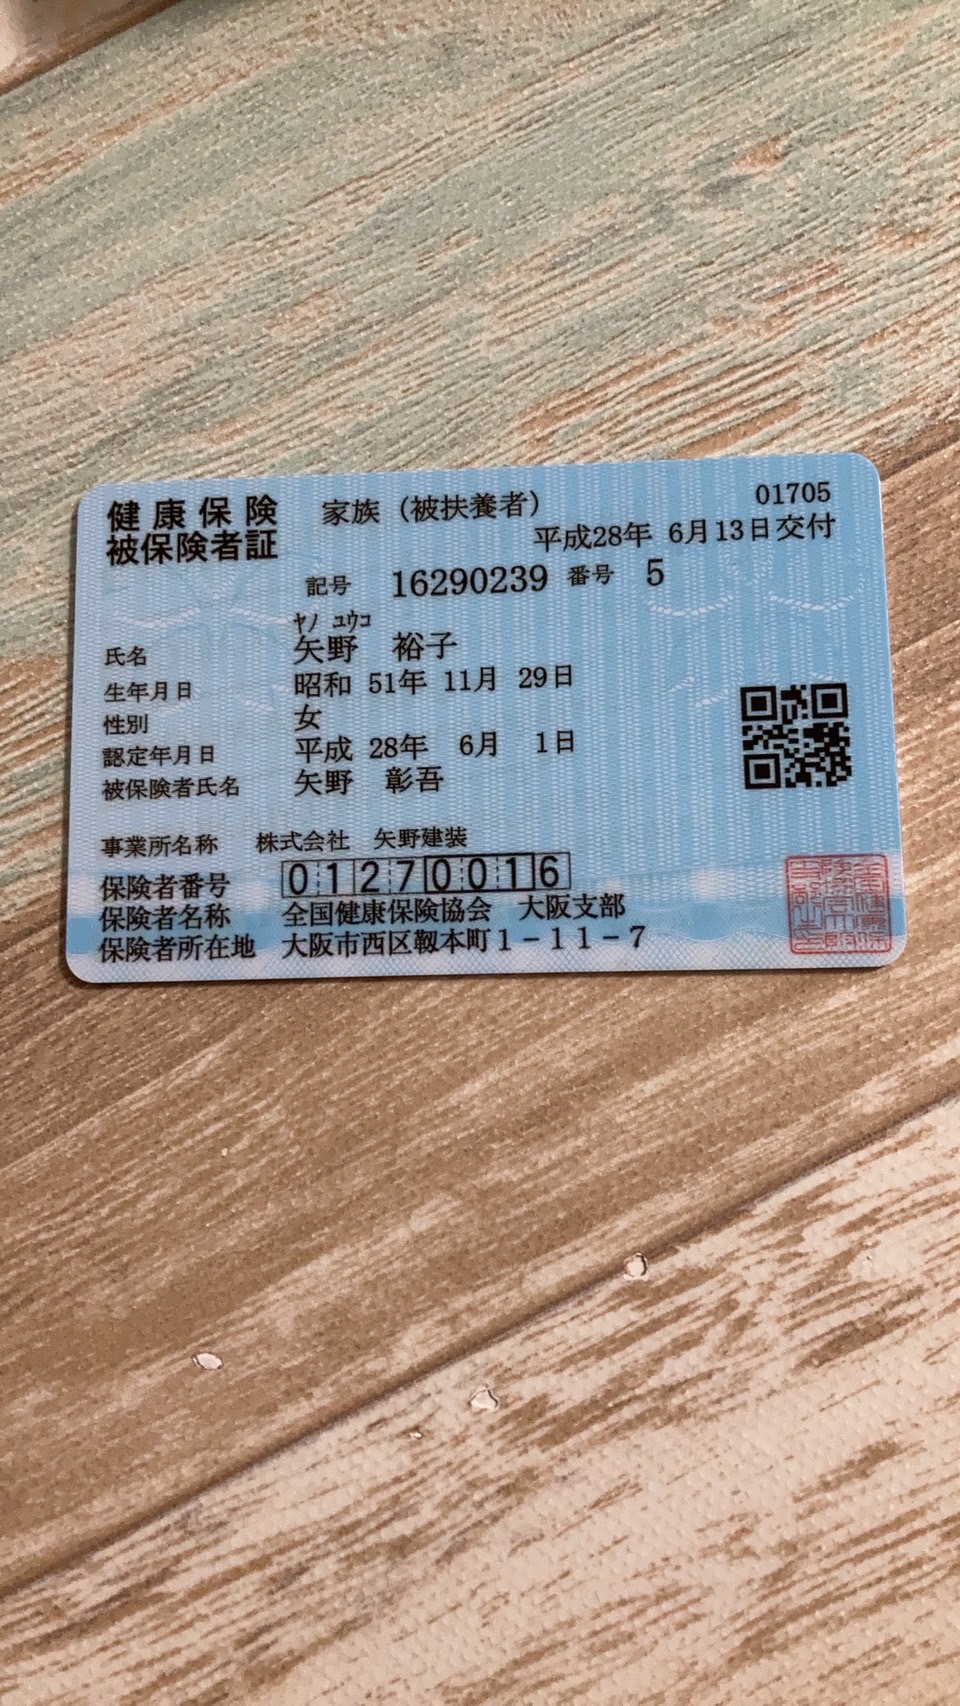 健康保険 家族（被扶養者） 01705
被保険者証 平成28年 6月13日交付
記号 16290239 番号 5
ﾔﾉ ﾕｳｺ
氏名 矢野 裕子
生年月日 昭和 51年 11月 29日
性別 女
認定年月日 平成 28年 6月 1日
被保険者氏名 矢野 彰吾
事業所名称 株式会社 矢野建装
保険者番号 01270016
保険者名称 全国健康保険協会 大阪支部
保険者所在地 大阪市西区靱本町1－11－7